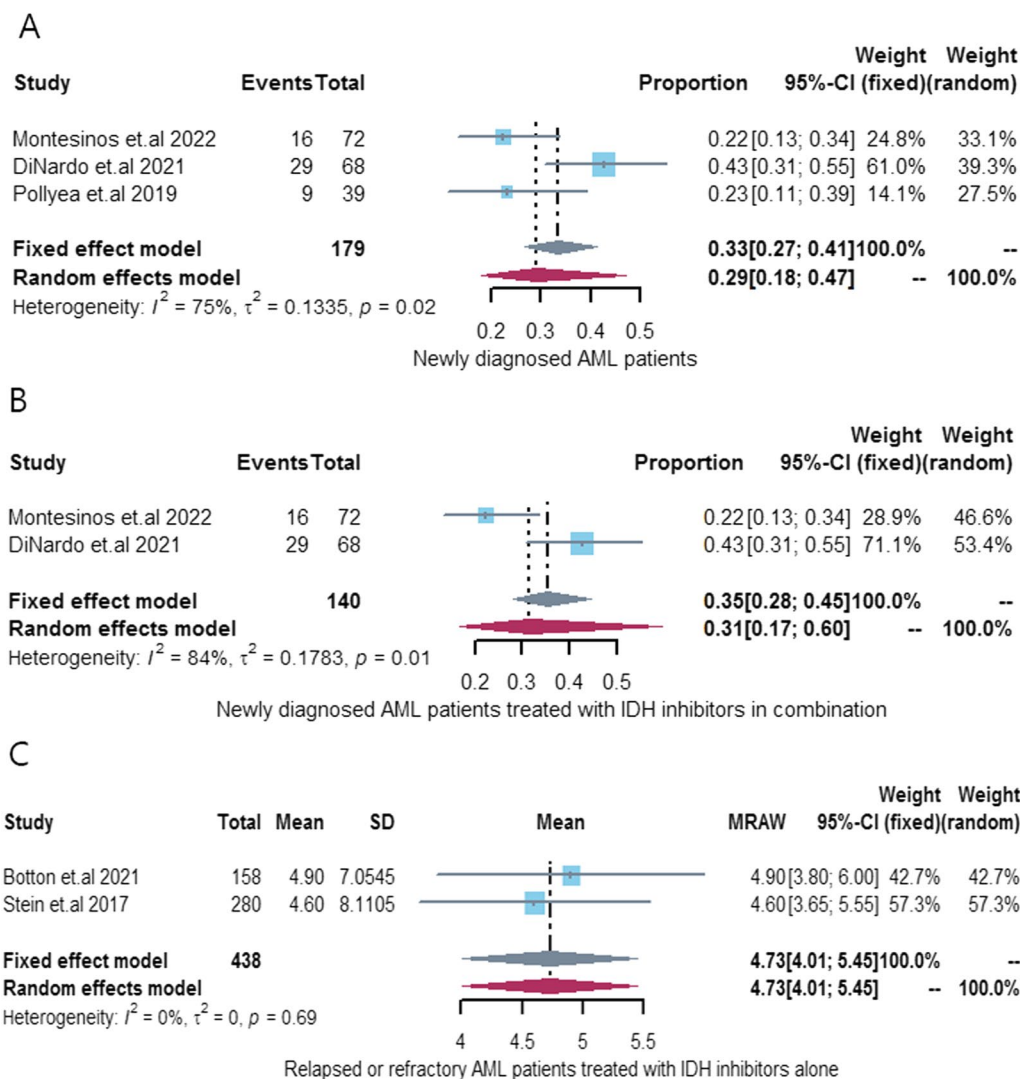 A
Weight Weight
Study Events Total Proportion 95%-CI (fixed)(random)
Montesinos et.al 2022 16 72 0.22[0.13; 0.34] 24.8% 33.1%
DiNardo et.al 2021 29 68 0.43[0.31; 0.55] 61.0% 39.3%
Pollyea et.al 2019 9 39 0.23[0.11; 0.39] 14.1% 27.5%
Fixed effect model 179 0.33[0.27; 0.41]100.0% --
Random effects model 0.29[0.18; 0.47] -- 100.0%
Heterogeneity: I² = 75%, τ² = 0.1335, p = 0.02
0.2 0.3 0.4 0.5
Newly diagnosed AML patients
B
Weight Weight
Study Events Total Proportion 95%-CI (fixed)(random)
Montesinos et.al 2022 16 72 0.22[0.13; 0.34] 28.9% 46.6%
DiNardo et.al 2021 29 68 0.43[0.31; 0.55] 71.1% 53.4%
Fixed effect model 140 0.35[0.28; 0.45]100.0% --
Random effects model 0.31[0.17; 0.60] -- 100.0%
Heterogeneity: I² = 84%, τ² = 0.1783, p = 0.01
0.2 0.3 0.4 0.5
Newly diagnosed AML patients treated with IDH inhibitors in combination
C
Weight Weight
Study Total Mean SD Mean MRAW 95%-CI (fixed)(random)
Botton et.al 2021 158 4.90 7.0545 4.90[3.80; 6.00] 42.7% 42.7%
Stein et.al 2017 280 4.60 8.1105 4.60[3.65; 5.55] 57.3% 57.3%
Fixed effect model 438 4.73[4.01; 5.45]100.0% --
Random effects model 4.73[4.01; 5.45] -- 100.0%
Heterogeneity: I² = 0%, τ² = 0, p = 0.69
4 4.5 5 5.5
Relapsed or refractory AML patients treated with IDH inhibitors alone